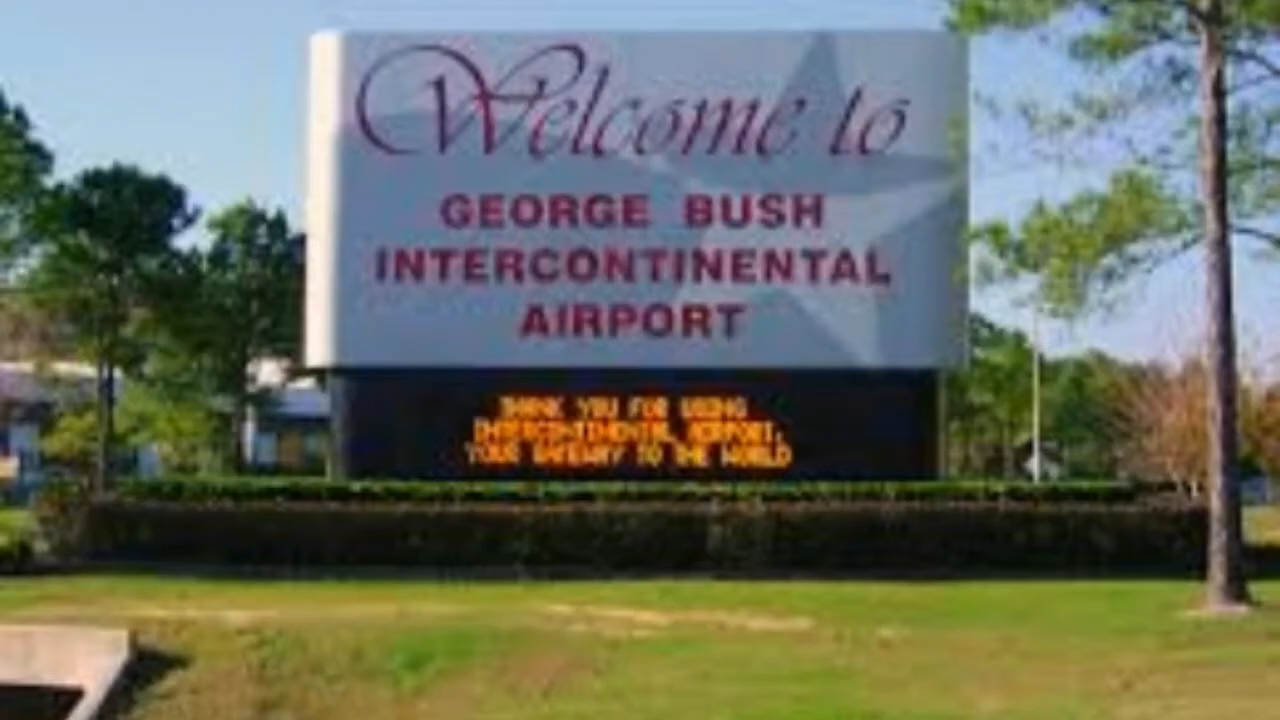 Welcome to
GEORGE BUSH
INTERCONTINENTAL
AIRPORT
THANK YOU FOR USING
INTERCONTINENTAL AIRPORT,
YOUR GATEWAY TO THE WORLD